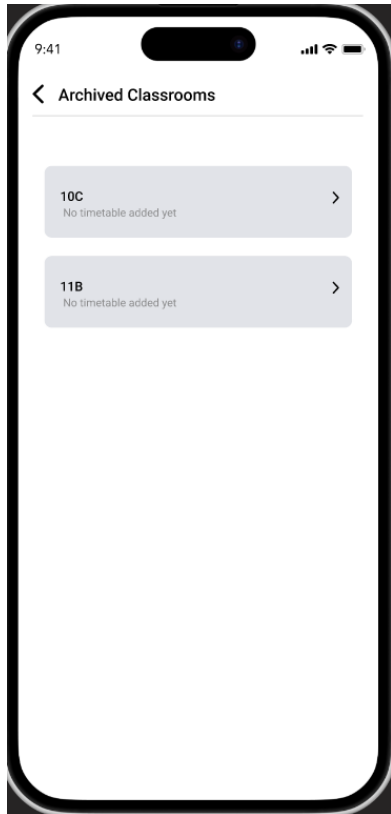 9:41
Archived Classrooms
10C
No timetable added yet
11B
No timetable added yet